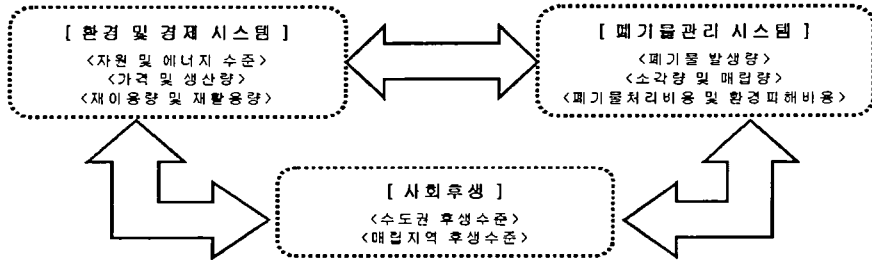 [ 환경 및 경제 시스템 ]
<자원 및 에너지 수준>
<가격 및 생산량>
<재이용량 및 재활용량>
[ 폐기물관리 시스템 ]
<폐기물 발생량>
<소각량 및 매립량>
<폐기물처리비용 및 환경피해바용>
[ 사회후생 ]
<수도권 후생수준>
<매립지역 후생수준>